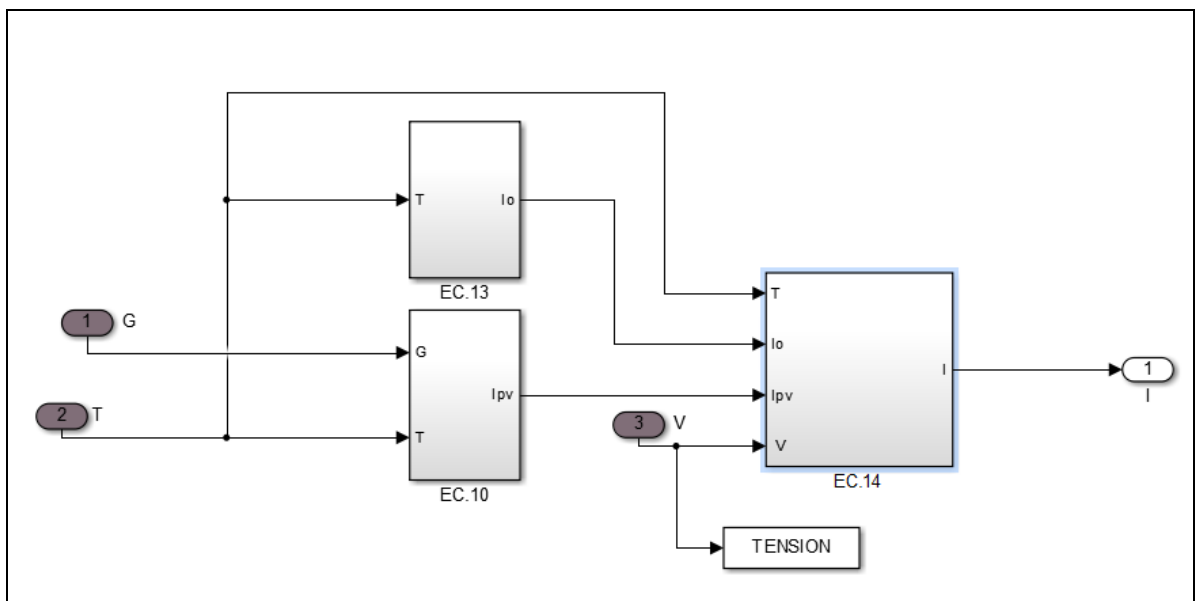 T
Io
EC.13
1
G
G
Ipv
2
T
T
EC.10
3
V
T
Io
Ipv
V
I
EC.14
1
I
TENSION